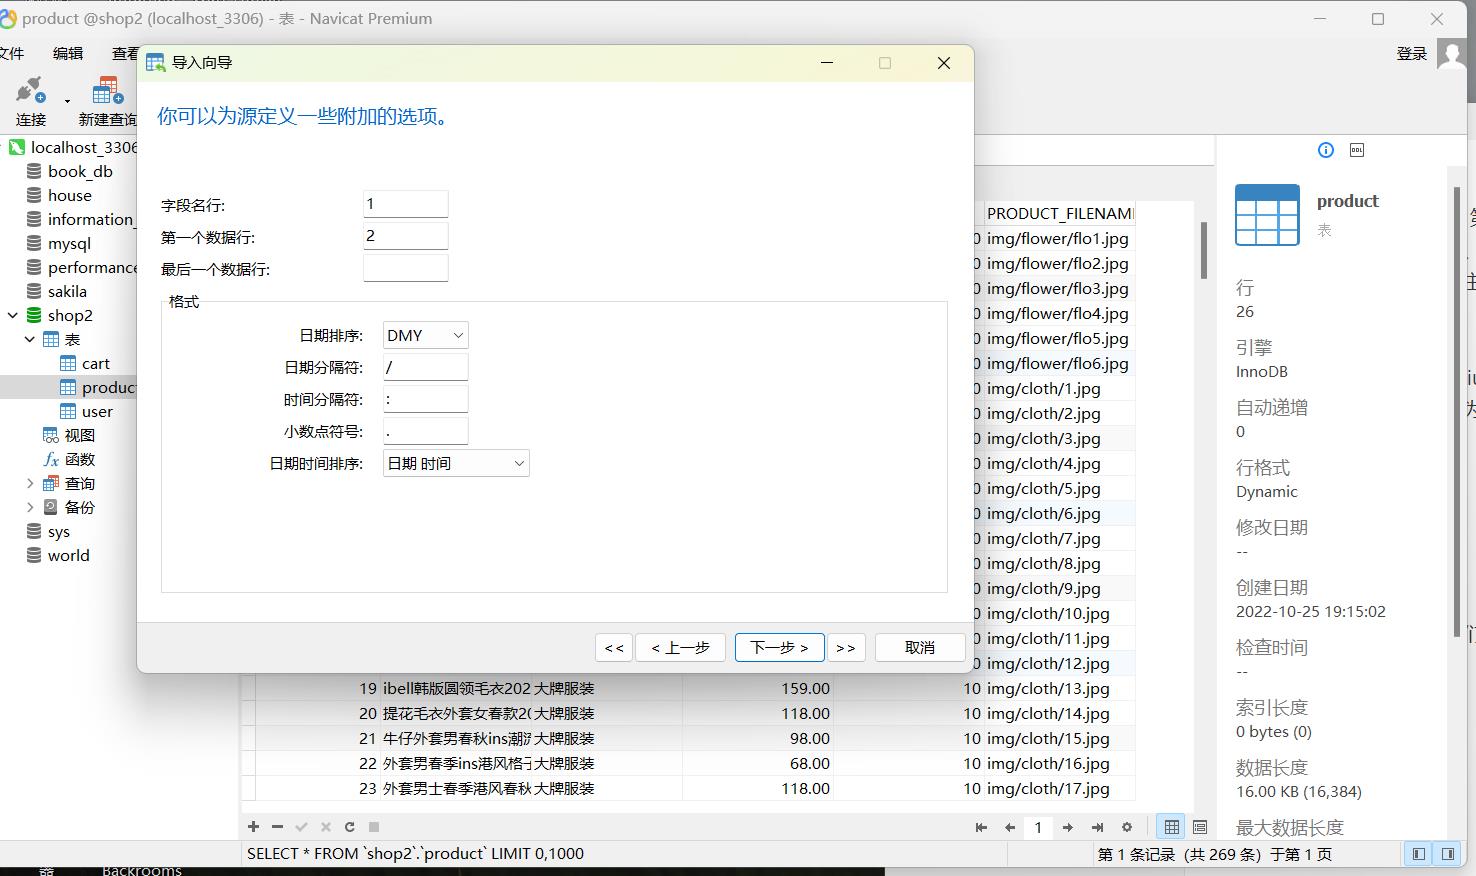 product @shop2 (localhost_3306) - 表 - Navicat Premium
文件 编辑 查看
登录
连接
新建查询
localhost_3306
book_db
house
information_
mysql
performance
sakila
shop2
表
cart
product
user
视图
fx 函数
查询
备份
sys
world
导入向导
你可以为源定义一些附加的选项。
字段名行: 1
第一个数据行: 2
最后一个数据行:
格式
日期排序: DMY
日期分隔符: /
时间分隔符: :
小数点符号: .
日期时间排序: 日期 时间
<< < 上一步 下一步 > >> 取消
PRODUCT_FILENAM
0 img/flower/flo1.jpg
0 img/flower/flo2.jpg
0 img/flower/flo3.jpg
0 img/flower/flo4.jpg
0 img/flower/flo5.jpg
0 img/flower/flo6.jpg
0 img/cloth/1.jpg
0 img/cloth/2.jpg
0 img/cloth/3.jpg
0 img/cloth/4.jpg
0 img/cloth/5.jpg
0 img/cloth/6.jpg
0 img/cloth/7.jpg
0 img/cloth/8.jpg
0 img/cloth/9.jpg
0 img/cloth/10.jpg
0 img/cloth/11.jpg
0 img/cloth/12.jpg
19 ibell韩版圆领毛衣202 大牌服装 159.00 10 img/cloth/13.jpg
20 提花毛衣外套女春款20 大牌服装 118.00 10 img/cloth/14.jpg
21 牛仔外套男春秋ins潮流 大牌服装 98.00 10 img/cloth/15.jpg
22 外套男春季ins港风格子 大牌服装 68.00 10 img/cloth/16.jpg
23 外套男士春季港风春秋 大牌服装 118.00 10 img/cloth/17.jpg
1
SELECT * FROM `shop2`.`product` LIMIT 0,1000
第 1 条记录 (共 269 条) 于第 1 页
DDL
product
表
行
26
引擎
InnoDB
自动递增
0
行格式
Dynamic
修改日期
--
创建日期
2022-10-25 19:15:02
检查时间
--
索引长度
0 bytes (0)
数据长度
16.00 KB (16,384)
最大数据长度
器
Backrooms